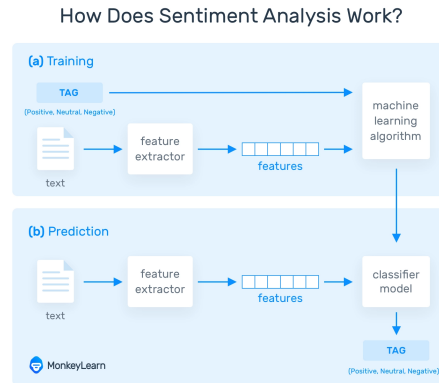 How Does Sentiment Analysis Work?
(a) Training
TAG
(Positive, Neutral, Negative)
text
feature
extractor
features
machine
learning
algorithm
(b) Prediction
text
feature
extractor
features
classifier
model
TAG
(Positive, Neutral, Negative)
MonkeyLearn